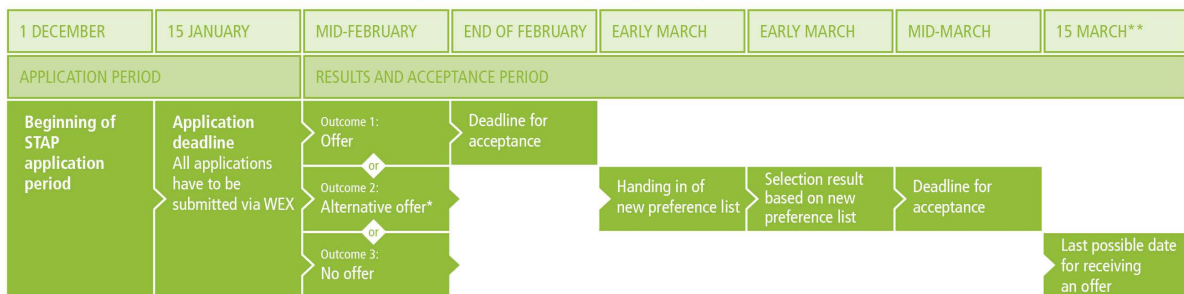 1 DECEMBER
15 JANUARY
MID-FEBRUARY
END OF FEBRUARY
EARLY MARCH
EARLY MARCH
MID-MARCH
15 MARCH**
APPLICATION PERIOD
RESULTS AND ACCEPTANCE PERIOD
Beginning of
STAP
application
period
Application
deadline
All applications
have to be
submitted via WEX
Outcome 1:
Offer
or
Outcome 2:
Alternative offer*
or
Outcome 3:
No offer
Deadline for
acceptance
Handing in of
new preference list
Selection result
based on new
preference list
Deadline for
acceptance
Last possible date
for receiving
an offer